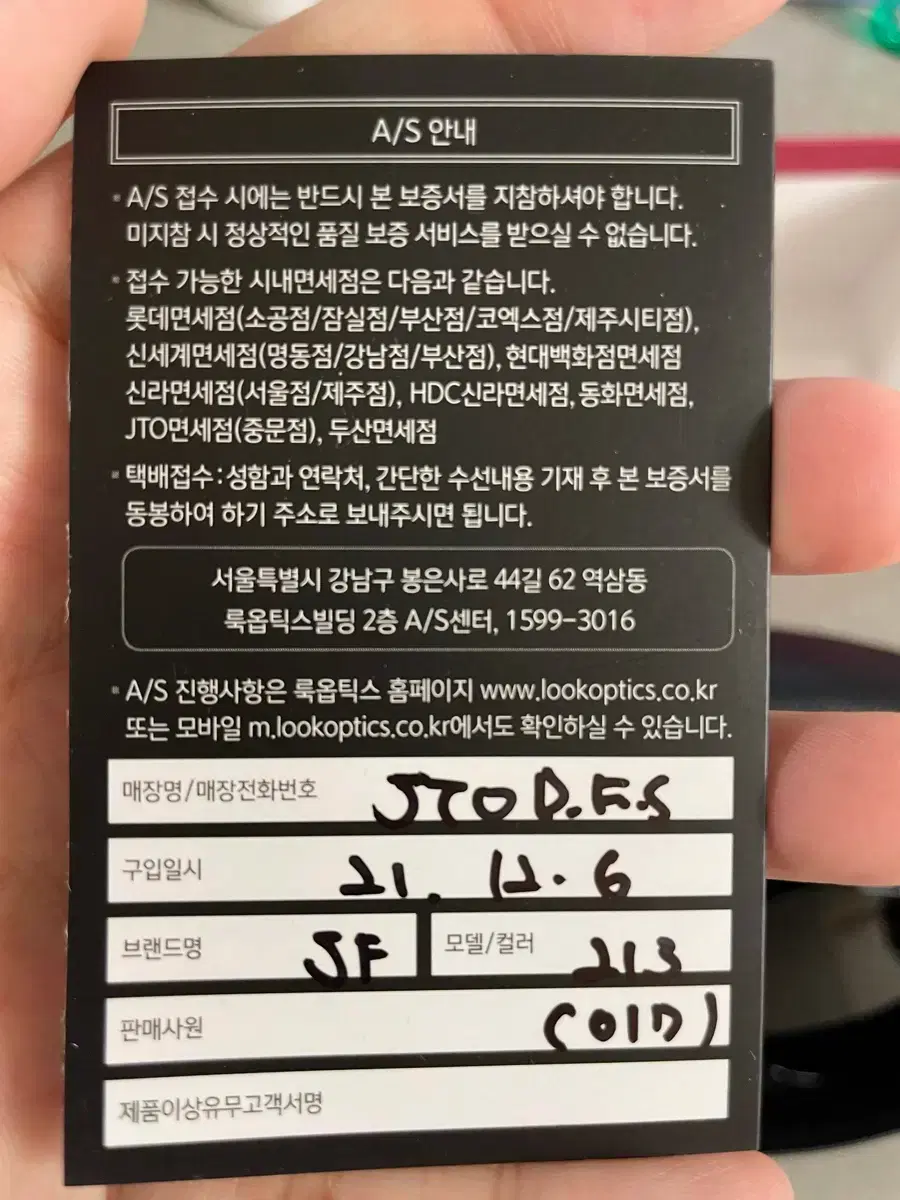 A/S 안내
· A/S 접수 시에는 반드시 본 보증서를 지참하셔야 합니다.
미지참 시 정상적인 품질 보증 서비스를 받으실 수 없습니다.
· 접수 가능한 시내면세점은 다음과 같습니다.
롯데면세점(소공점/잠실점/부산점/코엑스점/제주시티점),
신세계면세점(명동점/강남점/부산점), 현대백화점면세점
신라면세점(서울점/제주점), HDC신라면세점, 동화면세점,
JTO면세점(중문점), 두산면세점
· 택배접수 : 성함과 연락처, 간단한 수선내용 기재 후 본 보증서를
동봉하여 하기 주소로 보내주시면 됩니다.
서울특별시 강남구 봉은사로 44길 62 역삼동
룩옵틱스빌딩 2층 A/S센터, 1599-3016
· A/S 진행사항은 룩옵틱스 홈페이지 www.lookoptics.co.kr
또는 모바일 m.lookoptics.co.kr에서도 확인하실 수 있습니다.
매장명/매장전화번호 JTO D.F.S
구입일시 21. 12. 6
브랜드명 SF 모델/컬러 213
판매사원 (017)
제품이상유무고객서명